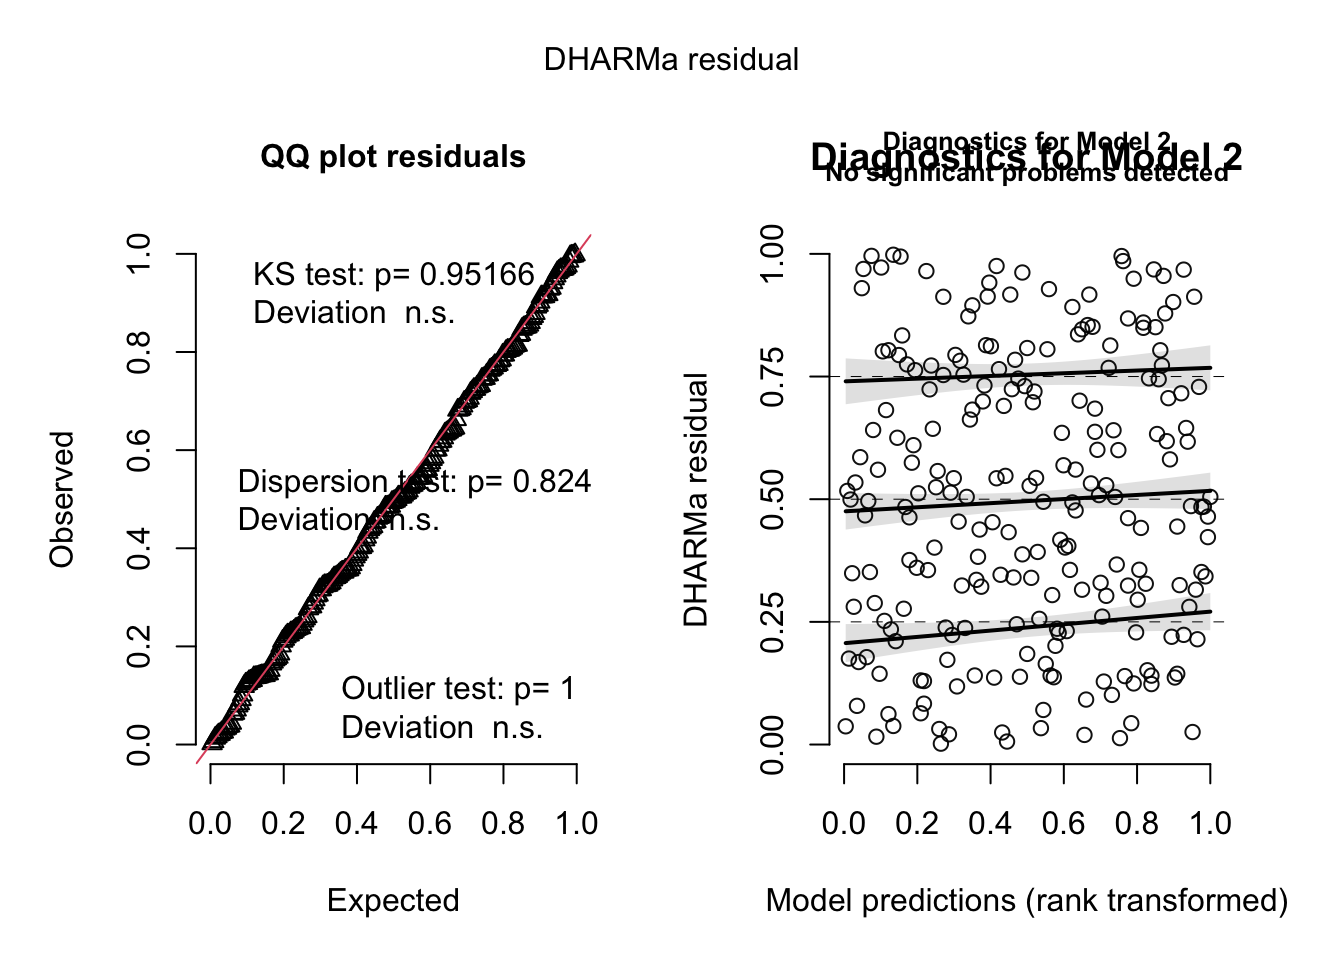 DHARMa residual
QQ plot residuals
KS test: p= 0.95166
Deviation  n.s.
Dispersion test: p= 0.824
Deviation  n.s.
Outlier test: p= 1
Deviation  n.s.
Observed
0.0 0.2 0.4 0.6 0.8 1.0
0.0 0.2 0.4 0.6 0.8 1.0
Expected
Diagnostics for Model 2
Diagnostics for Model 2
No significant problems detected
DHARMa residual
0.00 0.25 0.50 0.75 1.00
0.0 0.2 0.4 0.6 0.8 1.0
Model predictions (rank transformed)